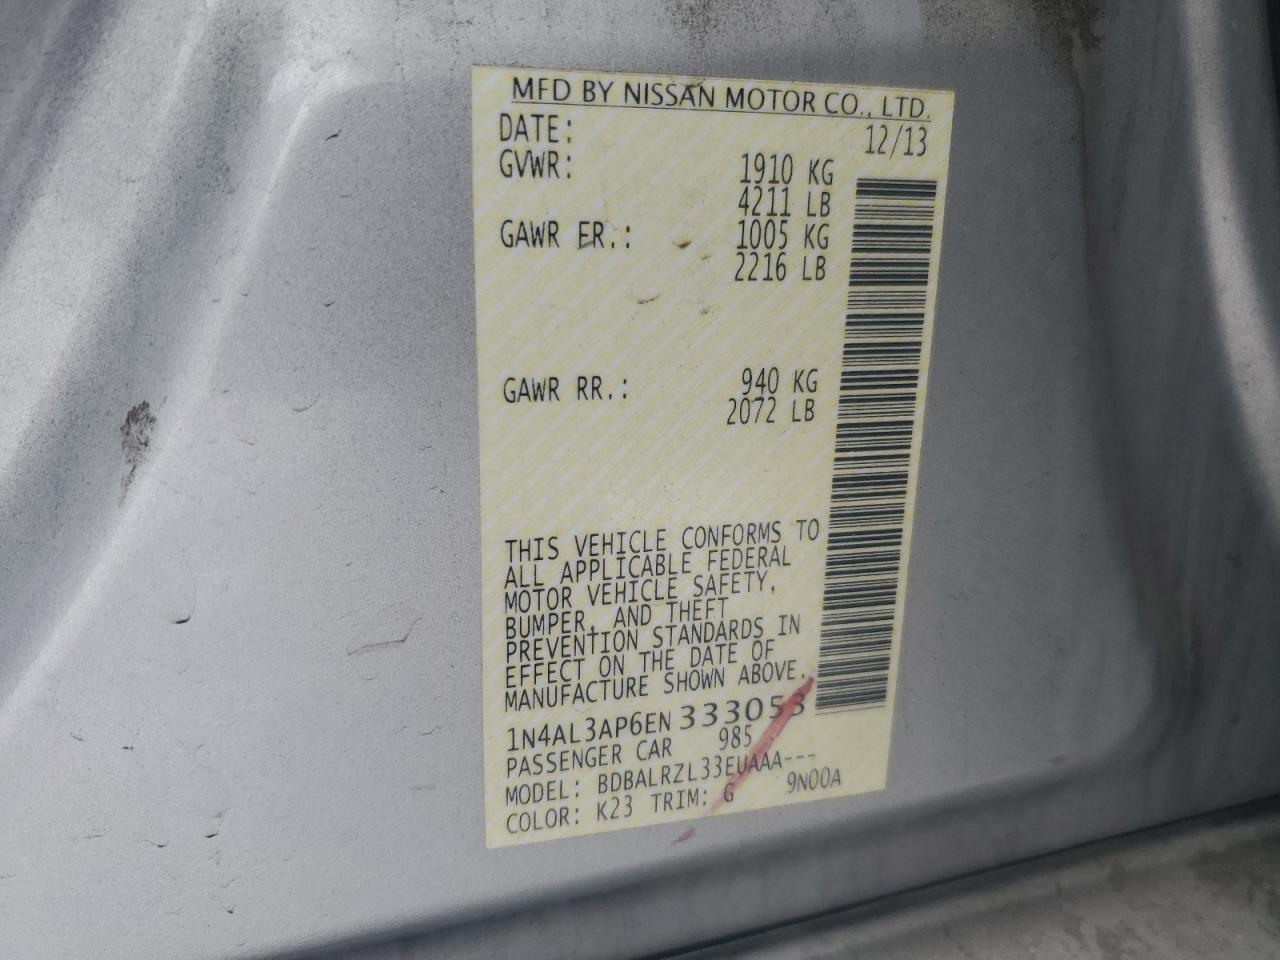 MFD BY NISSAN MOTOR CO., LTD.
DATE: 12/13
GVWR: 1910 KG
4211 LB
GAWR FR.: 1005 KG
2216 LB
GAWR RR.: 940 KG
2072 LB
THIS VEHICLE CONFORMS TO
ALL APPLICABLE FEDERAL
MOTOR VEHICLE SAFETY,
BUMPER, AND THEFT
PREVENTION STANDARDS IN
EFFECT ON THE DATE OF
MANUFACTURE SHOWN ABOVE.
1N4AL3AP6EN 333053
PASSENGER CAR 985
MODEL: BDBALRZL33EUAAA---
COLOR: K23 TRIM: G 9N00A